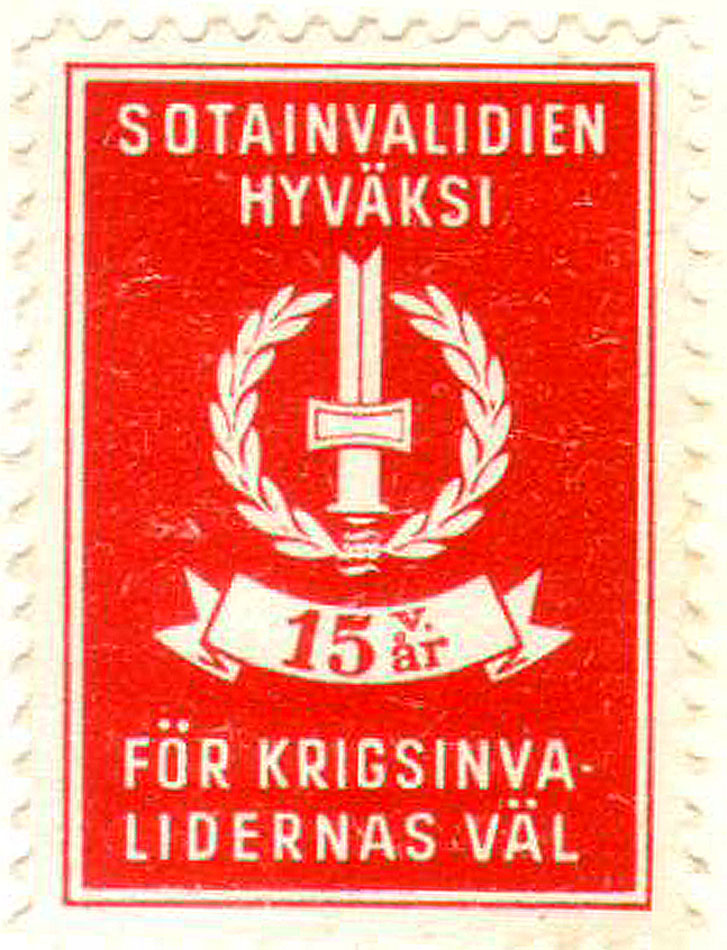 SOTAINVALIDIEN
HYVÄKSI
15 v. år
FÖR KRIGSINVA-
LIDERNAS VÄL